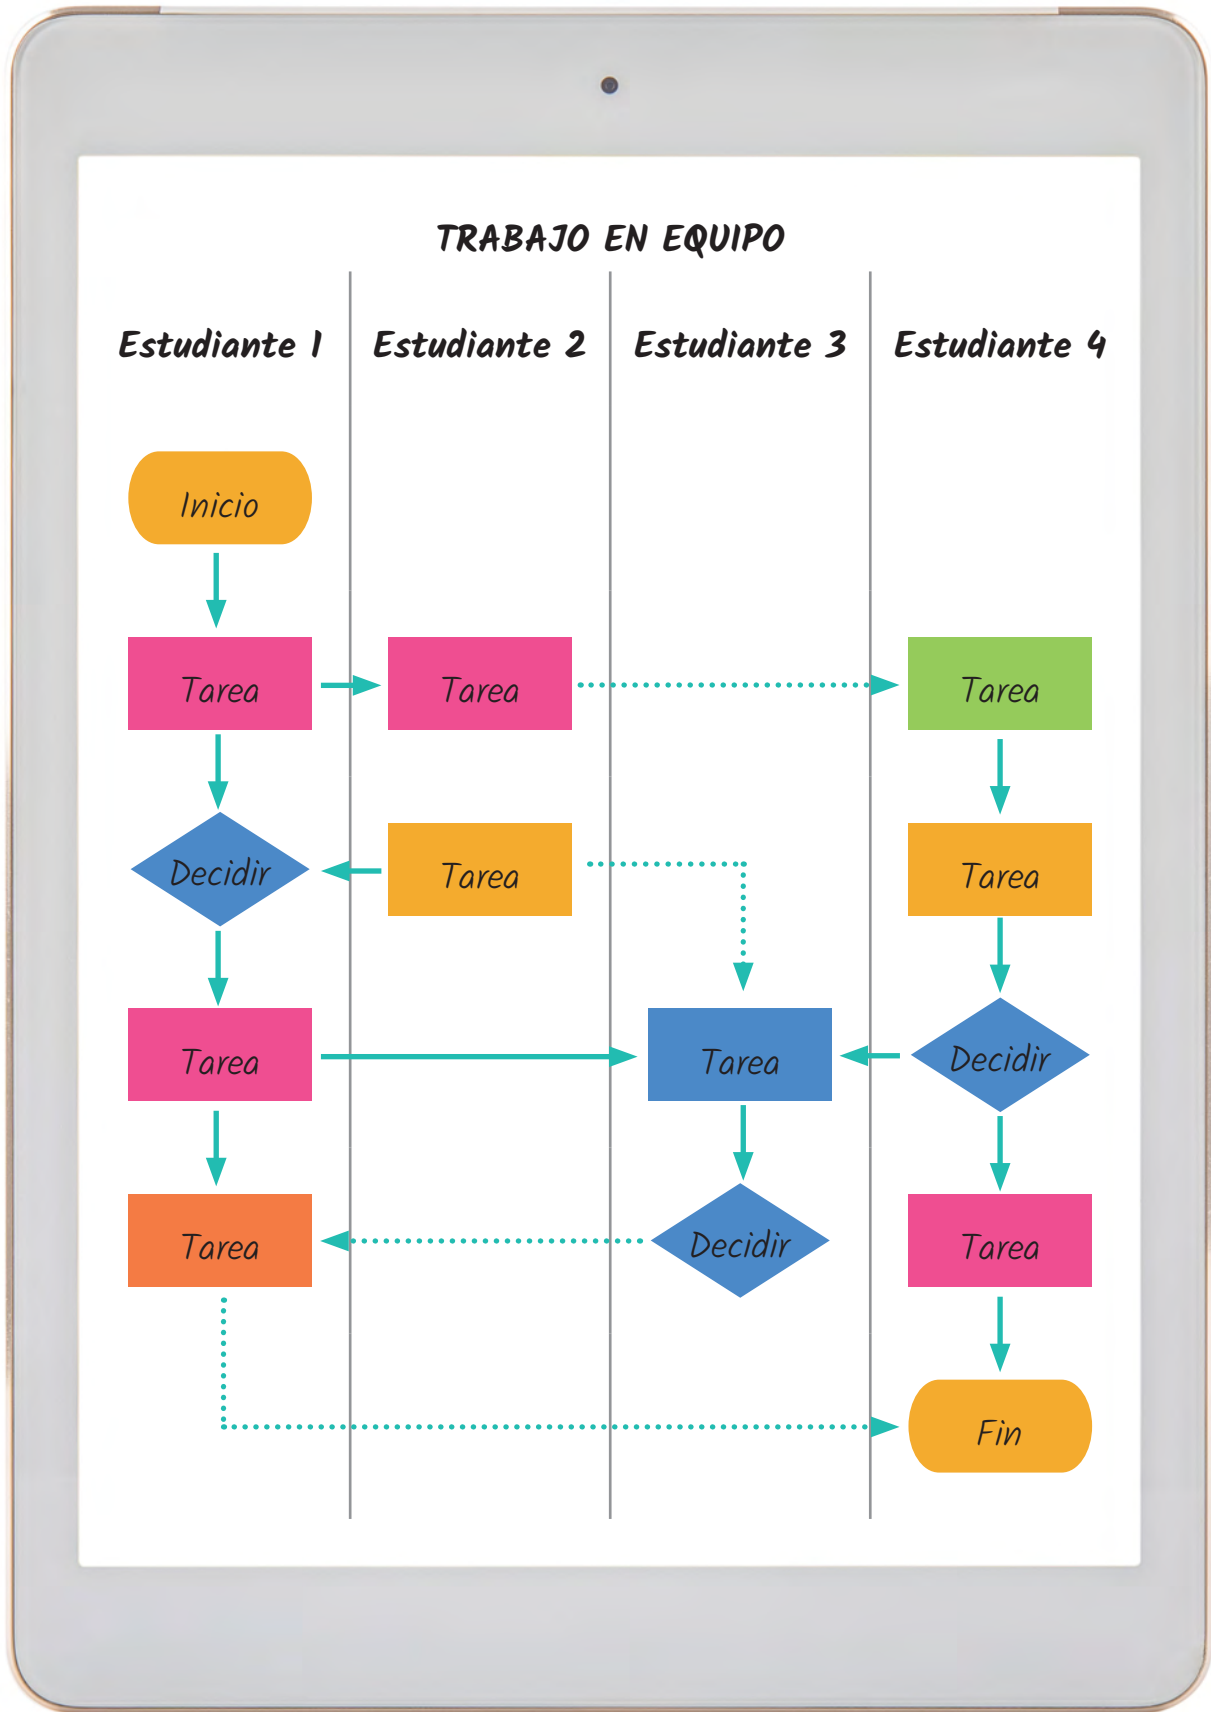 TRABAJO EN EQUIPO
Estudiante 1
Estudiante 2
Estudiante 3
Estudiante 4
Inicio
Tarea
Tarea
Tarea
Decidir
Tarea
Tarea
Tarea
Tarea
Decidir
Tarea
Decidir
Tarea
Fin